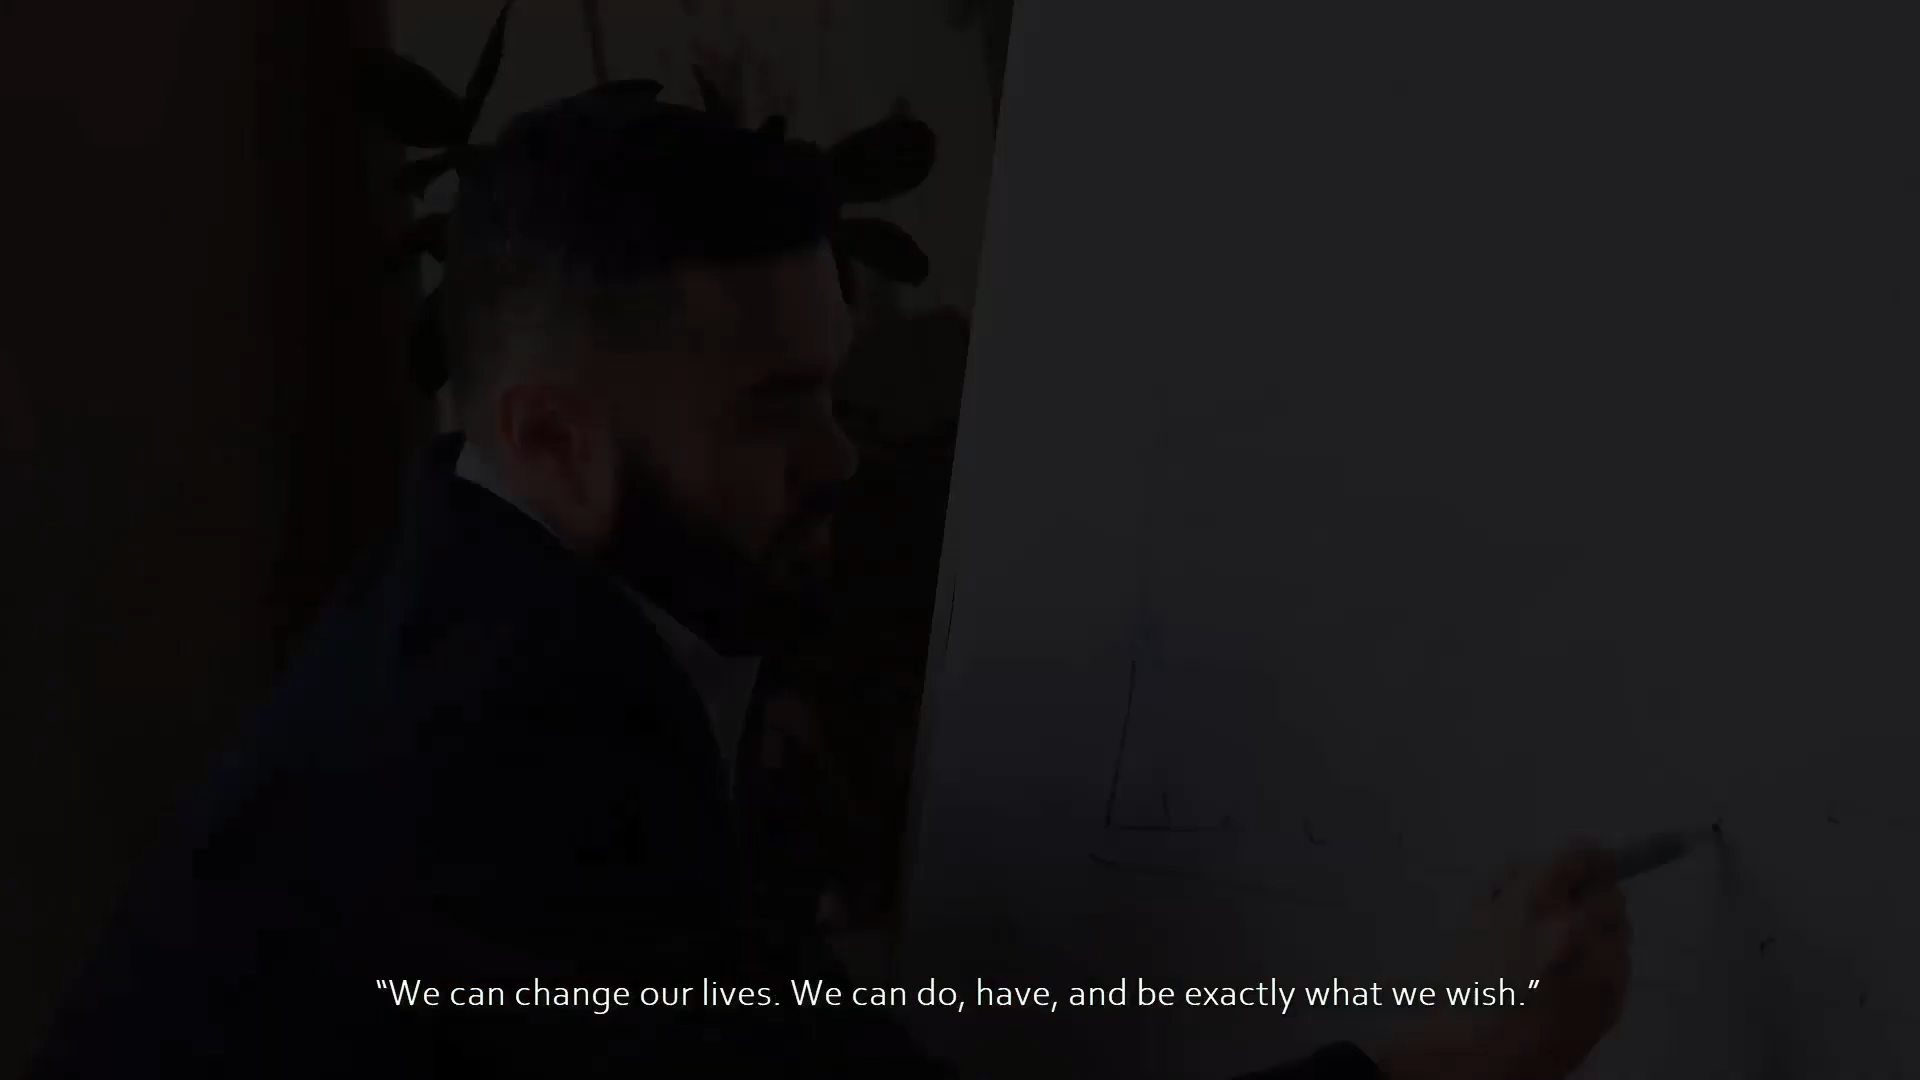 “We can change our lives. We can do, have, and be exactly what we wish.”